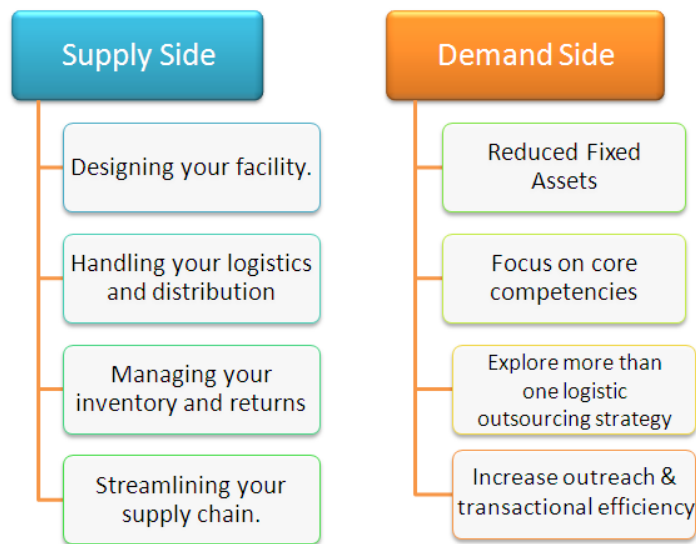 Supply Side
Designing your facility.
Handling your logistics
and distribution
Managing your
inventory and returns
Streamlining your
supply chain.
Demand Side
Reduced Fixed
Assets
Focus on core
competencies
Explore more than
one logistic
outsourcing strategy
Increase outreach &
transactional efficiency